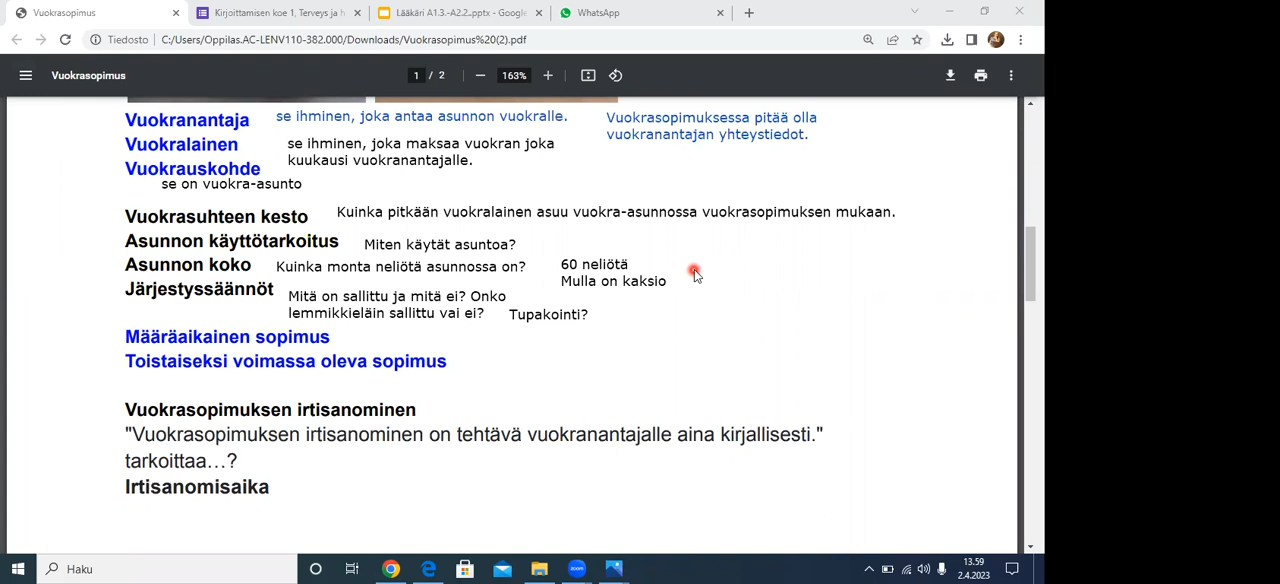 Vuokrasopimus
Kirjoittamisen koe 1, Terveys ja h
Lääkäri A1.3.-A2.2..pptx - Google
WhatsApp
Tiedosto
C:/Users/Oppilas.AC-LENV110-382.000/Downloads/Vuokrasopimus%20(2).pdf
Vuokrasopimus
1 / 2
163%
Vuokranantaja se ihminen, joka antaa asunnon vuokralle.
Vuokrasopimuksessa pitää olla
vuokranantajan yhteystiedot.
Vuokralainen se ihminen, joka maksaa vuokran joka
kuukausi vuokranantajalle.
Vuokrauskohde
se on vuokra-asunto
Vuokrasuhteen kesto Kuinka pitkään vuokralainen asuu vuokra-asunnossa vuokrasopimuksen mukaan.
Asunnon käyttötarkoitus Miten käytät asuntoa?
Asunnon koko Kuinka monta neliötä asunnossa on? 60 neliötä
Mulla on kaksio
Järjestyssäännöt Mitä on sallittu ja mitä ei? Onko
lemmikkieläin sallittu vai ei? Tupakointi?
Määräaikainen sopimus
Toistaiseksi voimassa oleva sopimus
Vuokrasopimuksen irtisanominen
"Vuokrasopimuksen irtisanominen on tehtävä vuokranantajalle aina kirjallisesti."
tarkoittaa…?
Irtisanomisaika
Haku
zoom
13.59
2.4.2023